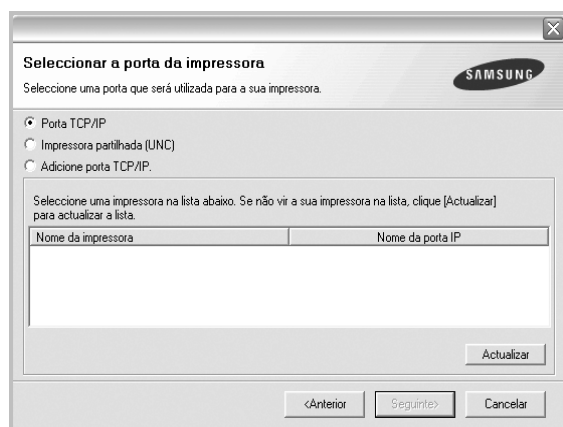 Seleccionar a porta da impressora
Seleccione uma porta que será utilizada para a sua impressora.
SAMSUNG
Porta TCP/IP
Impressora partilhada (UNC)
Adicione porta TCP/IP.
Seleccione uma impressora na lista abaixo. Se não vir a sua impressora na lista, clique [Actualizar]
para actualizar a lista.
Nome da impressora Nome da porta IP
Actualizar
<Anterior Seguinte> Cancelar